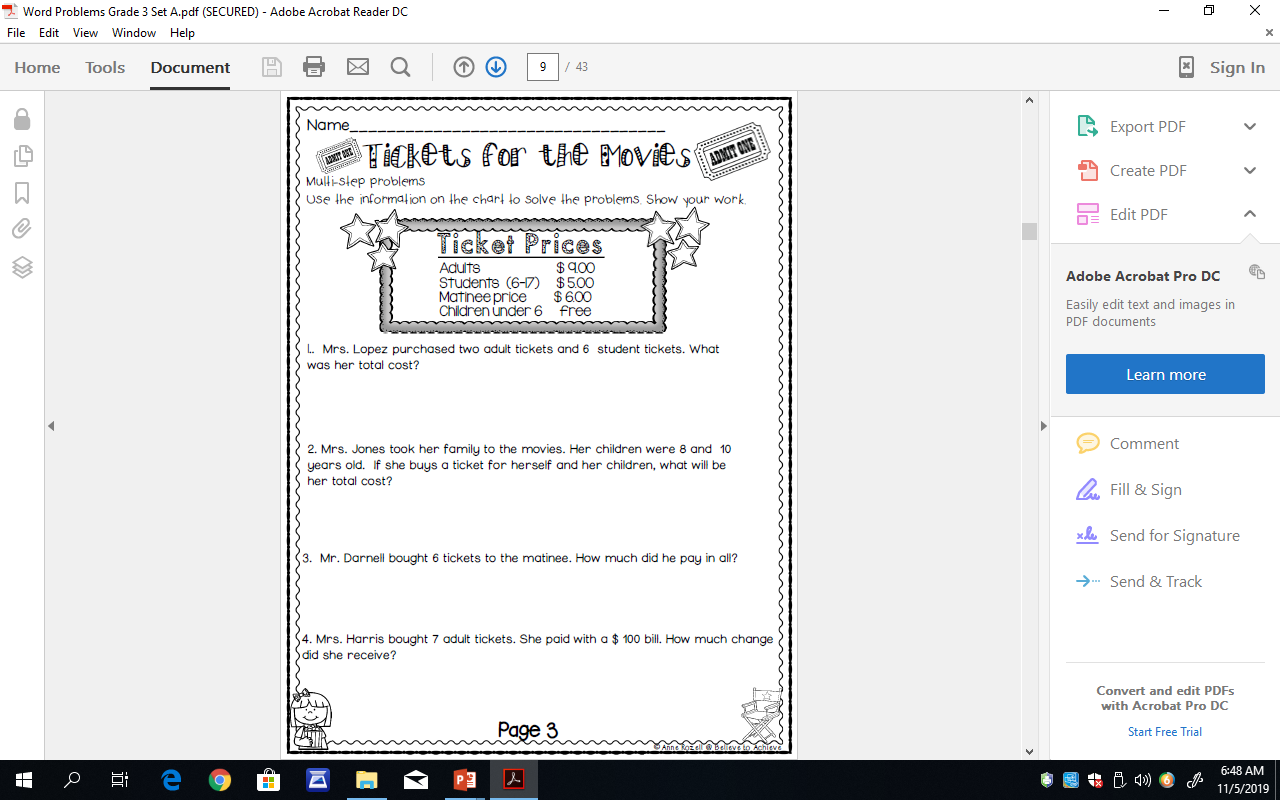 Word Problems Grade 3 Set A.pdf (SECURED) - Adobe Acrobat Reader DC
File Edit View Window Help
Home Tools Document 9 / 43 Sign In
Name
ADMIT ONE Tickets for the Movies ADMIT ONE
Multi-step problems
Use the information on the chart to solve the problems. Show your work.
Ticket Prices
Adults $ 9.00
Students (6-17) $ 5.00
Matinee price $ 6.00
Children under 6 free
1. Mrs. Lopez purchased two adult tickets and 6 student tickets. What
was her total cost?
2. Mrs. Jones took her family to the movies. Her children were 8 and 10
years old. If she buys a ticket for herself and her children, what will be
her total cost?
3. Mr. Darnell bought 6 tickets to the matinee. How much did he pay in all?
4. Mrs. Harris bought 7 adult tickets. She paid with a $ 100 bill. How much change
did she receive?
Page 3
© Anne Rozell @ Believe to Achieve
Export PDF
Create PDF
Edit PDF
Adobe Acrobat Pro DC
Easily edit text and images in
PDF documents
Learn more
Comment
Fill & Sign
Send for Signature
Send & Track
Convert and edit PDFs
with Acrobat Pro DC
Start Free Trial
6:48 AM
11/5/2019